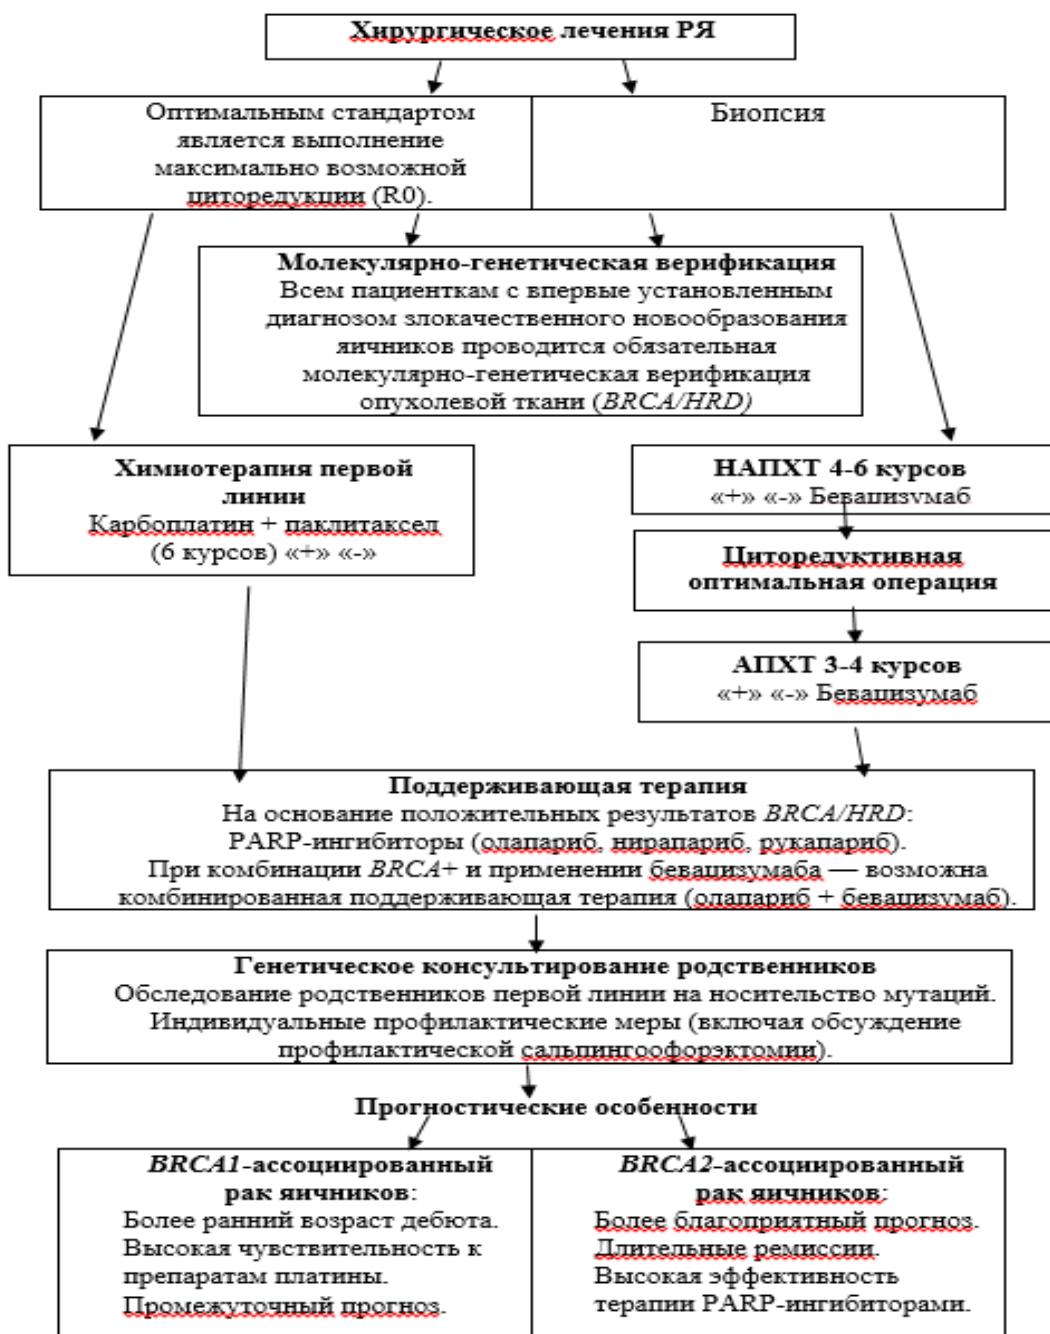 Хирургическое лечения РЯ
Оптимальным стандартом
является выполнение
максимально возможной
циторедукции (R0).
Биопсия
Молекулярно-генетическая верификация
Всем пациенткам с впервые установленным
диагнозом злокачественного новообразования
яичников проводится обязательная
молекулярно-генетическая верификация
опухолевой ткани (BRCA/HRD)
Химиотерапия первой
линии
Карбоплатин + паклитаксел
(6 курсов) «+» «-»
НАПХТ 4-6 курсов
«+» «-» Бевацизумаб
Циторедуктивная
оптимальная операция
АПХТ 3-4 курсов
«+» «-» Бевацизумаб
Поддерживающая терапия
На основание положительных результатов BRCA/HRD:
PARP-ингибиторы (олапариб, нирапариб, рукапариб).
При комбинации BRCA+ и применении бевацизумаба — возможна
комбинированная поддерживающая терапия (олапариб + бевацизумаб).
Генетическое консультирование родственников
Обследование родственников первой линии на носительство мутаций.
Индивидуальные профилактические меры (включая обсуждение
профилактической сальпингоофорэктомии).
Прогностические особенности
BRCA1-ассоциированный
рак яичников:
Более ранний возраст дебюта.
Высокая чувствительность к
препаратам платины.
Промежуточный прогноз.
BRCA2-ассоциированный
рак яичников:
Более благоприятный прогноз.
Длительные ремиссии.
Высокая эффективность
терапии PARP-ингибиторами.